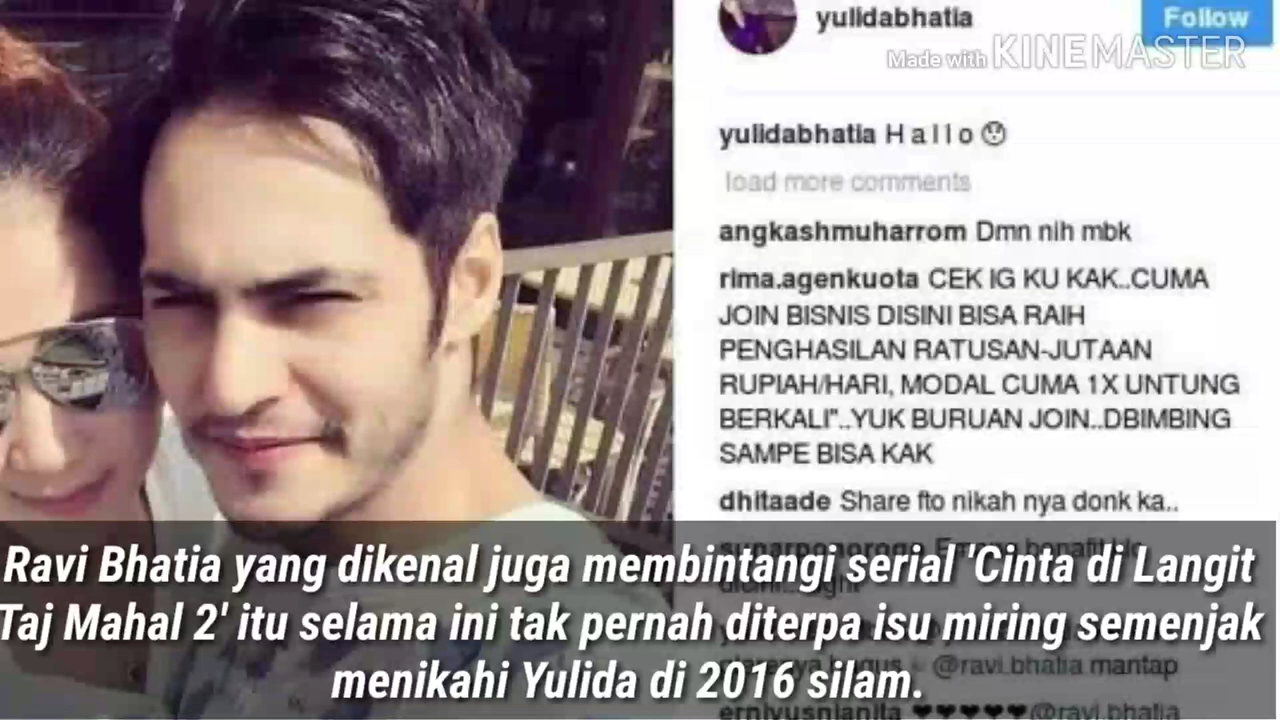 yulidabhatia
Follow
Made with KINEMASTER
yulidabhatia H a l l o 😯
load more comments
angkashmuharrom Dmn nih mbk
rima.agenkuota CEK IG KU KAK..CUMA
JOIN BISNIS DISINI BISA RAIH
PENGHASILAN RATUSAN-JUTAAN
RUPIAH/HARI, MODAL CUMA 1X UNTUNG
BERKALI"..YUK BURUAN JOIN..DBIMBING
SAMPE BISA KAK
dhitaade Share fto nikah nya donk ka..
@ravi.bhatia mantap
erniyusnianita ❤❤❤❤❤@ravi.bhatia
Ravi Bhatia yang dikenal juga membintangi serial 'Cinta di Langit
Taj Mahal 2' itu selama ini tak pernah diterpa isu miring semenjak
menikahi Yulida di 2016 silam.